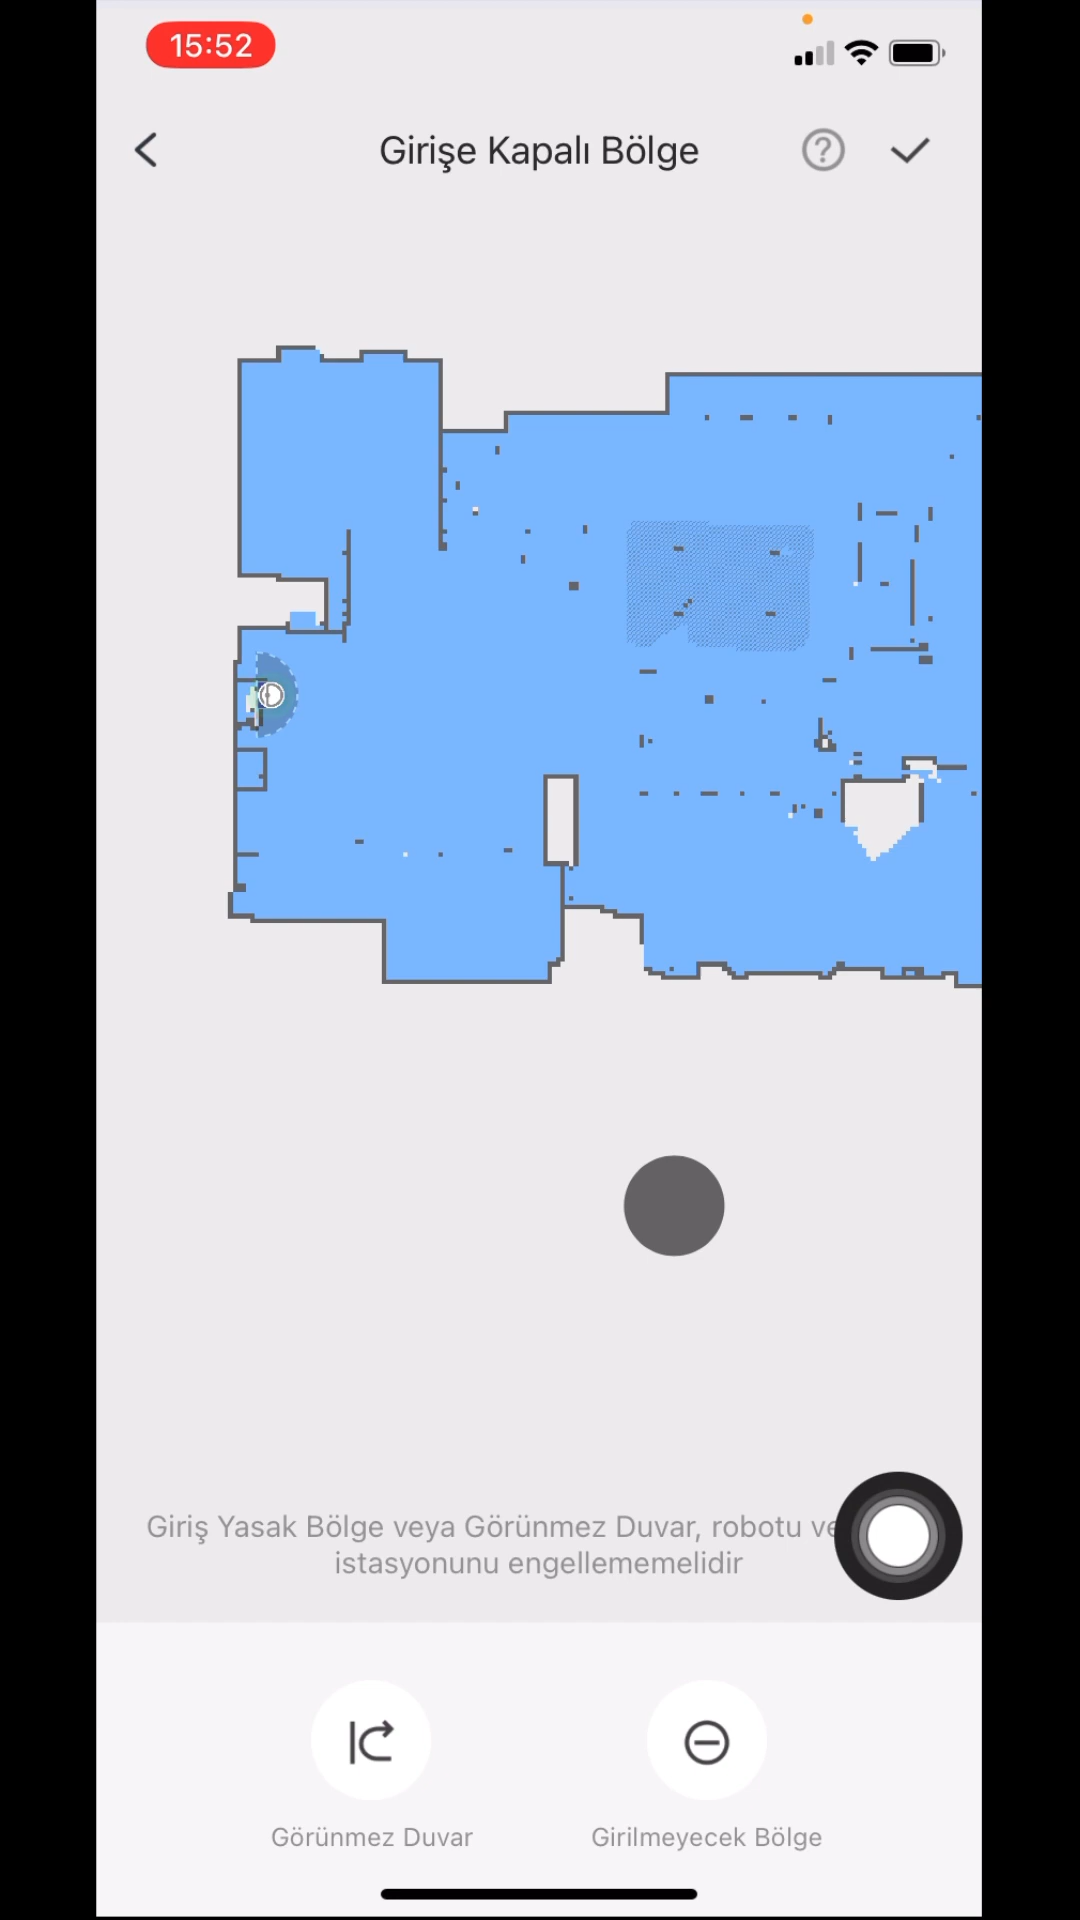 15:52
Girişe Kapalı Bölge
Giriş Yasak Bölge veya Görünmez Duvar, robotu ve
istasyonunu engellememelidir
Görünmez Duvar
Girilmeyecek Bölge